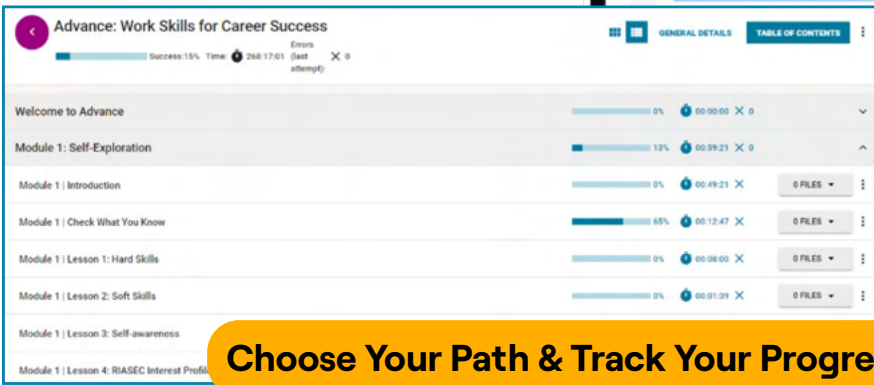 Advance: Work Skills for Career Success
GENERAL DETAILS TABLE OF CONTENTS
Success: 15% Time: 268:17:01 Errors (last attempt): 0
Welcome to Advance 0% 00:00:00 0
Module 1: Self-Exploration 13% 00:59:21 0
Module 1 | Introduction 0% 00:49:21 0 FILES
Module 1 | Check What You Know 65% 00:12:47 0 FILES
Module 1 | Lesson 1: Hard Skills 0% 00:08:00 0 FILES
Module 1 | Lesson 2: Soft Skills 0% 00:01:39 0 FILES
Module 1 | Lesson 3: Self-awareness
Module 1 | Lesson 4: RIASEC Interest Profil
Choose Your Path & Track Your Progre